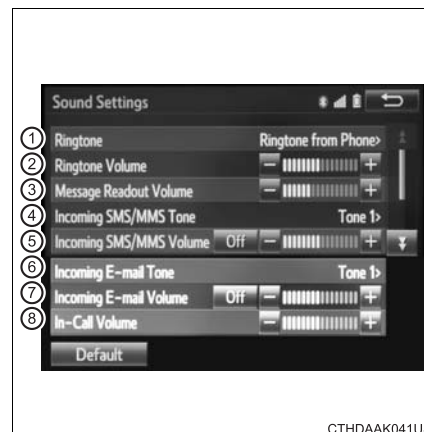 Sound Settings
1 Ringtone Ringtone from Phone>
2 Ringtone Volume − +
3 Message Readout Volume − +
4 Incoming SMS/MMS Tone Tone 1>
5 Incoming SMS/MMS Volume Off − +
6 Incoming E-mail Tone Tone 1>
7 Incoming E-mail Volume Off − +
8 In-Call Volume − +
Default
CTHDAAK041U